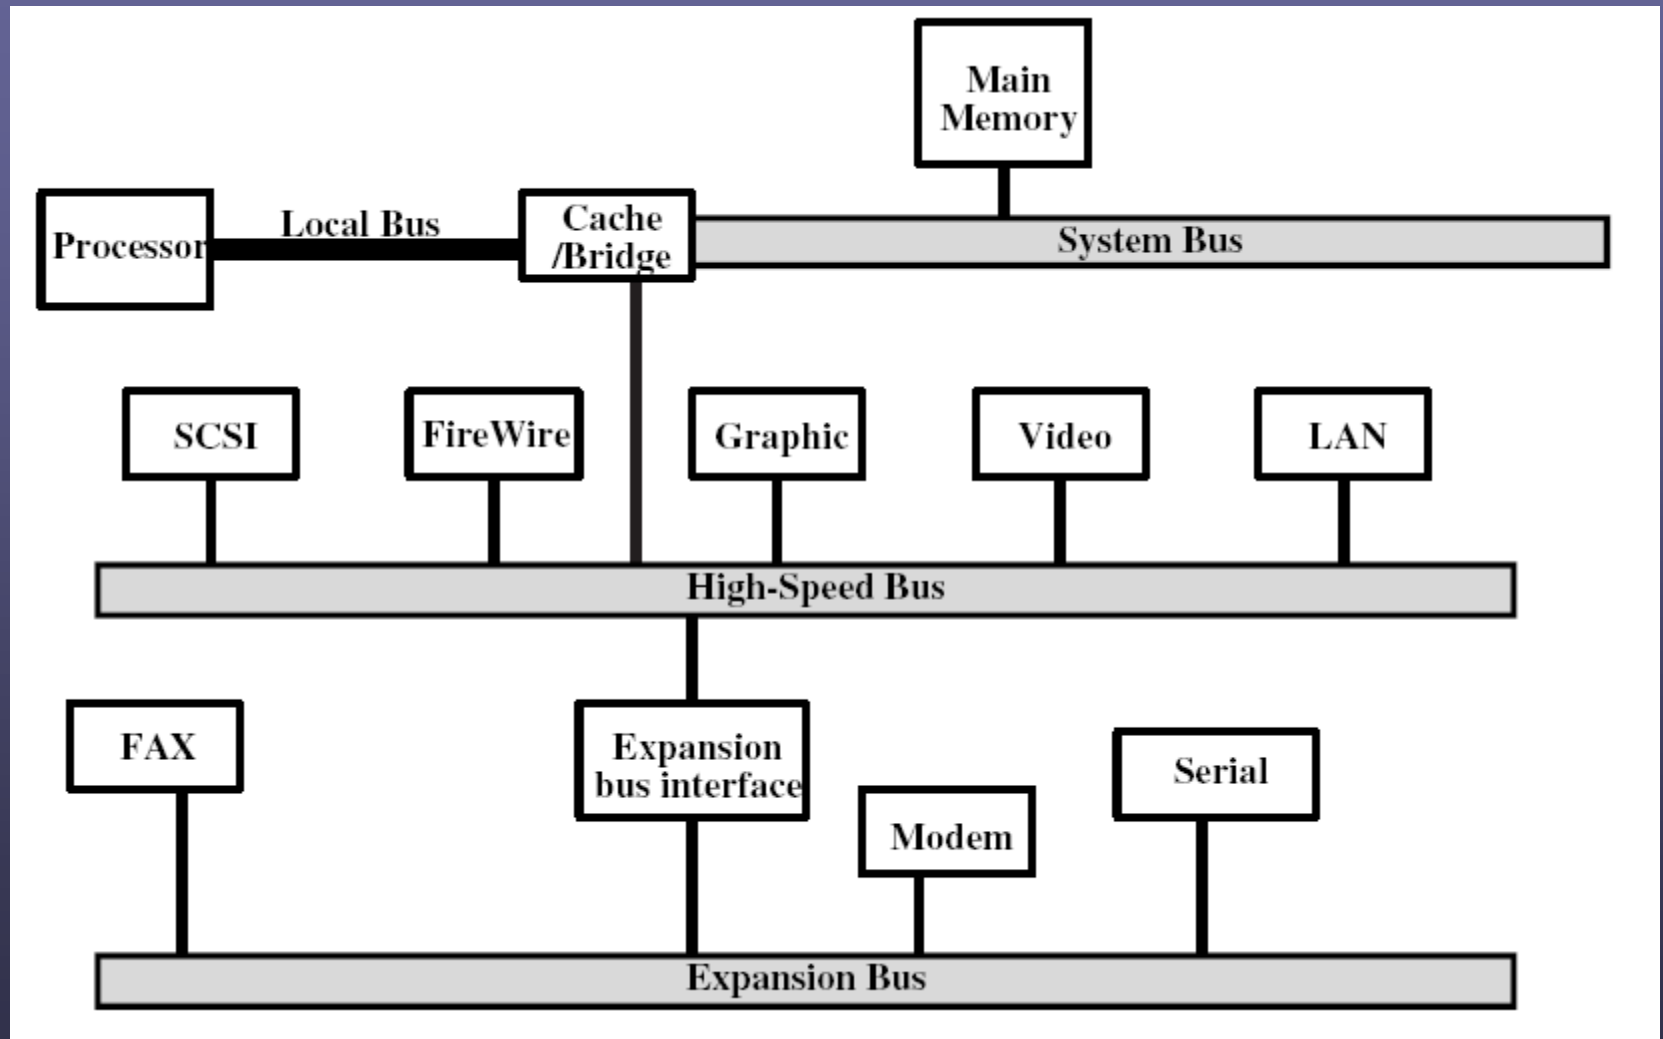 Main
Memory
Processor
Local Bus
Cache
/Bridge
System Bus
SCSI
FireWire
Graphic
Video
LAN
High-Speed Bus
FAX
Expansion
bus interface
Modem
Serial
Expansion Bus